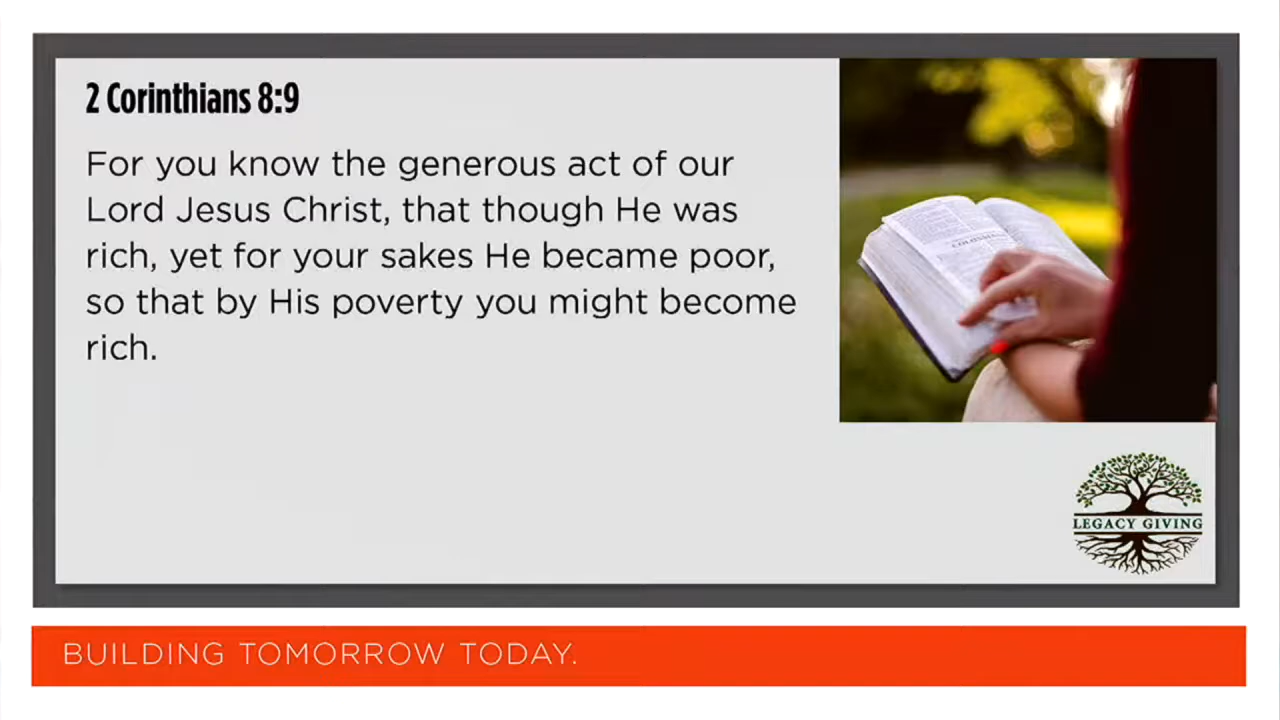 2 Corinthians 8:9
For you know the generous act of our
Lord Jesus Christ, that though He was
rich, yet for your sakes He became poor,
so that by His poverty you might become
rich.
LEGACY GIVING
BUILDING TOMORROW TODAY.